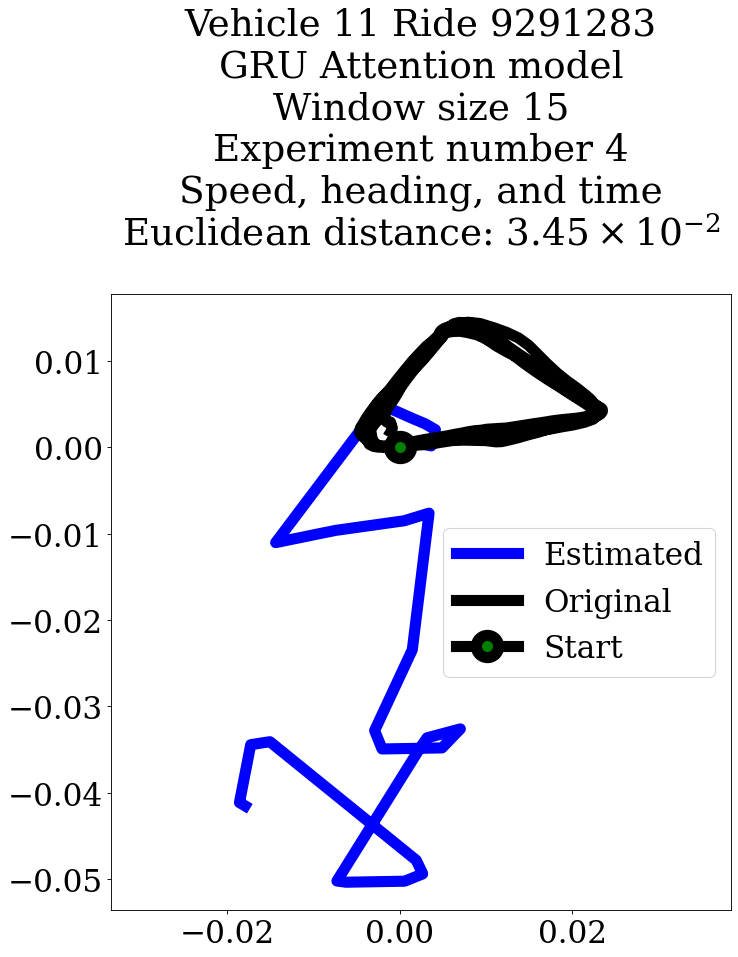 Vehicle 11 Ride 9291283
GRU Attention model
Window size 15
Experiment number 4
Speed, heading, and time
Euclidean distance: 3.45 × 10⁻²
0.01
0.00
−0.01
−0.02
−0.03
−0.04
−0.05
Estimated
Original
Start
−0.02
0.00
0.02